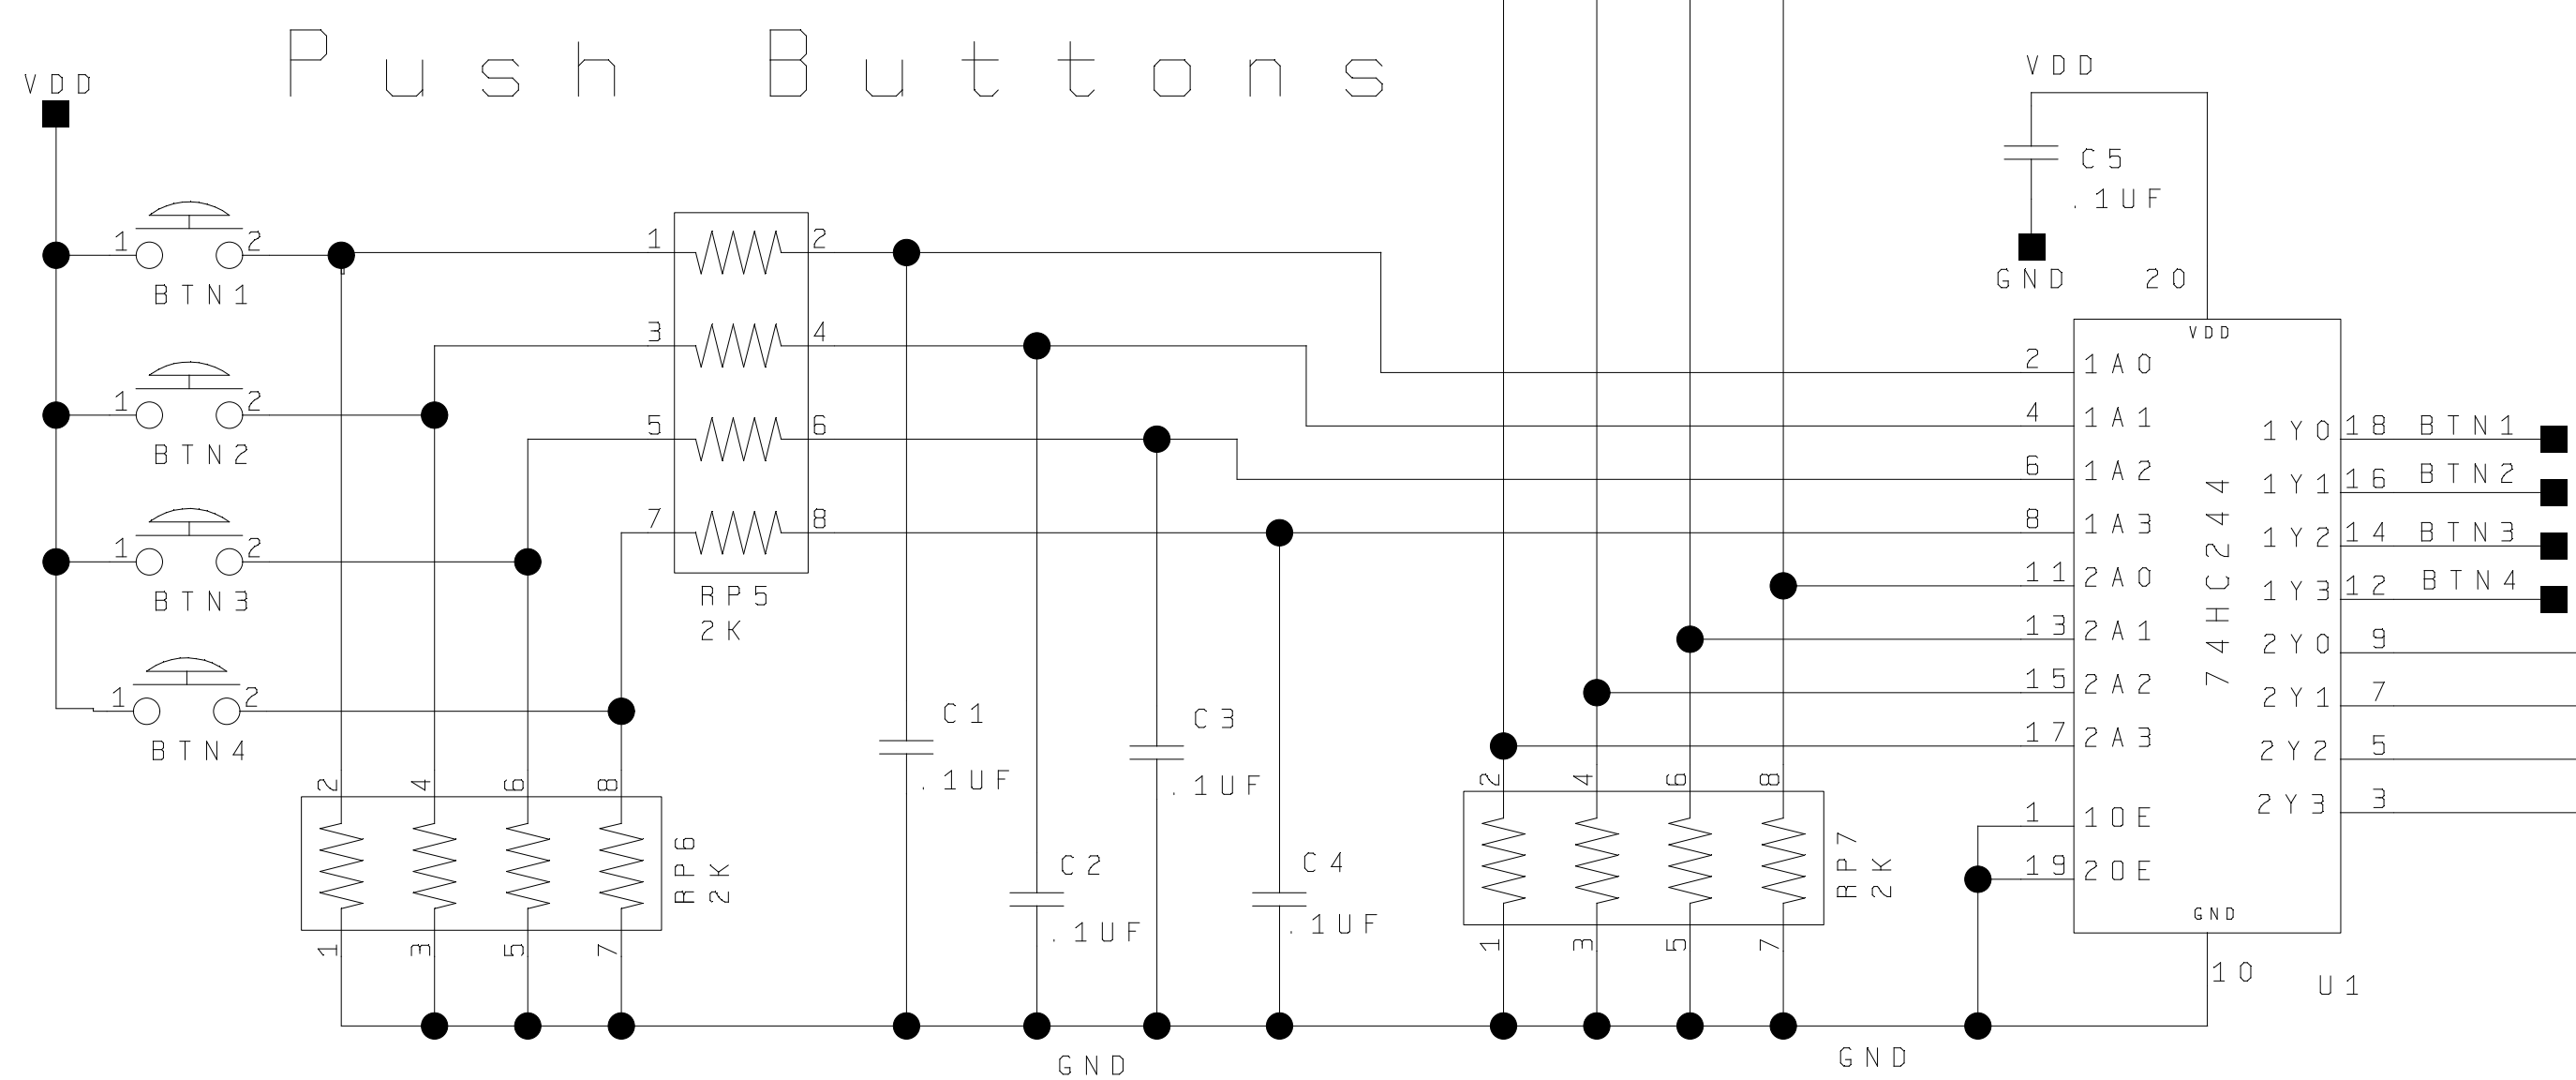 Push Buttons
VDD
VDD
C5
.1UF
GND
20
1 2
BTN1
1 2
VDD
3 4
2 1A0
1 2
BTN2
4 1A1
5 6
1Y0 18 BTN1
6 1A2
1Y1 16 BTN2
7 8
8 1A3
1Y2 14 BTN3
1 2
BTN3
11 2A0
1Y3 12 BTN4
RP5
2K
74HC244
13 2A1
2Y0 9
15 2A2
2Y1 7
1 2
BTN4
17 2A3
2Y2 5
C1
.1UF
C3
.1UF
2 4 6 8
2 4 6 8
2Y3 3
1 1OE
RP6
2K
C2
.1UF
C4
.1UF
RP7
2K
19 2OE
GND
1 3 5 7
1 3 5 7
10
U1
GND
GND